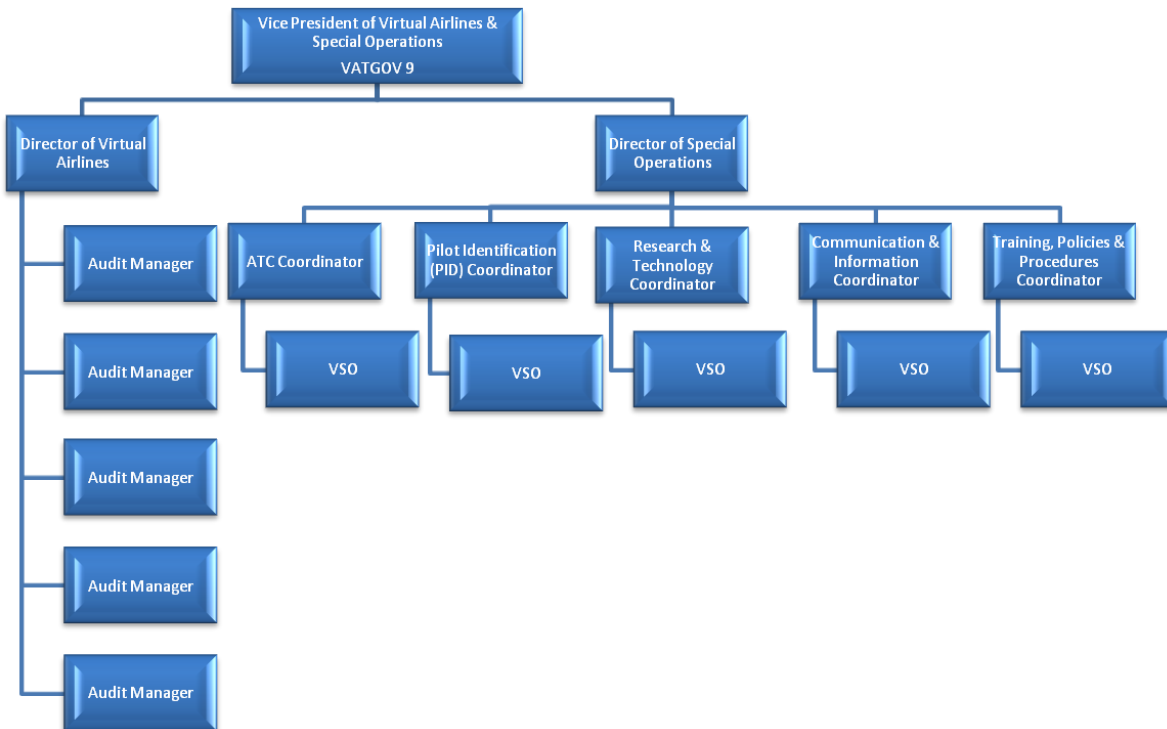 Vice President of Virtual Airlines &
Special Operations
VATGOV 9
Director of Virtual
Airlines
Director of Special
Operations
Audit Manager
Audit Manager
Audit Manager
Audit Manager
Audit Manager
ATC Coordinator
VSO
Pilot Identification
(PID) Coordinator
VSO
Research &
Technology
Coordinator
VSO
Communication &
Information
Coordinator
VSO
Training, Policies &
Procedures
Coordinator
VSO